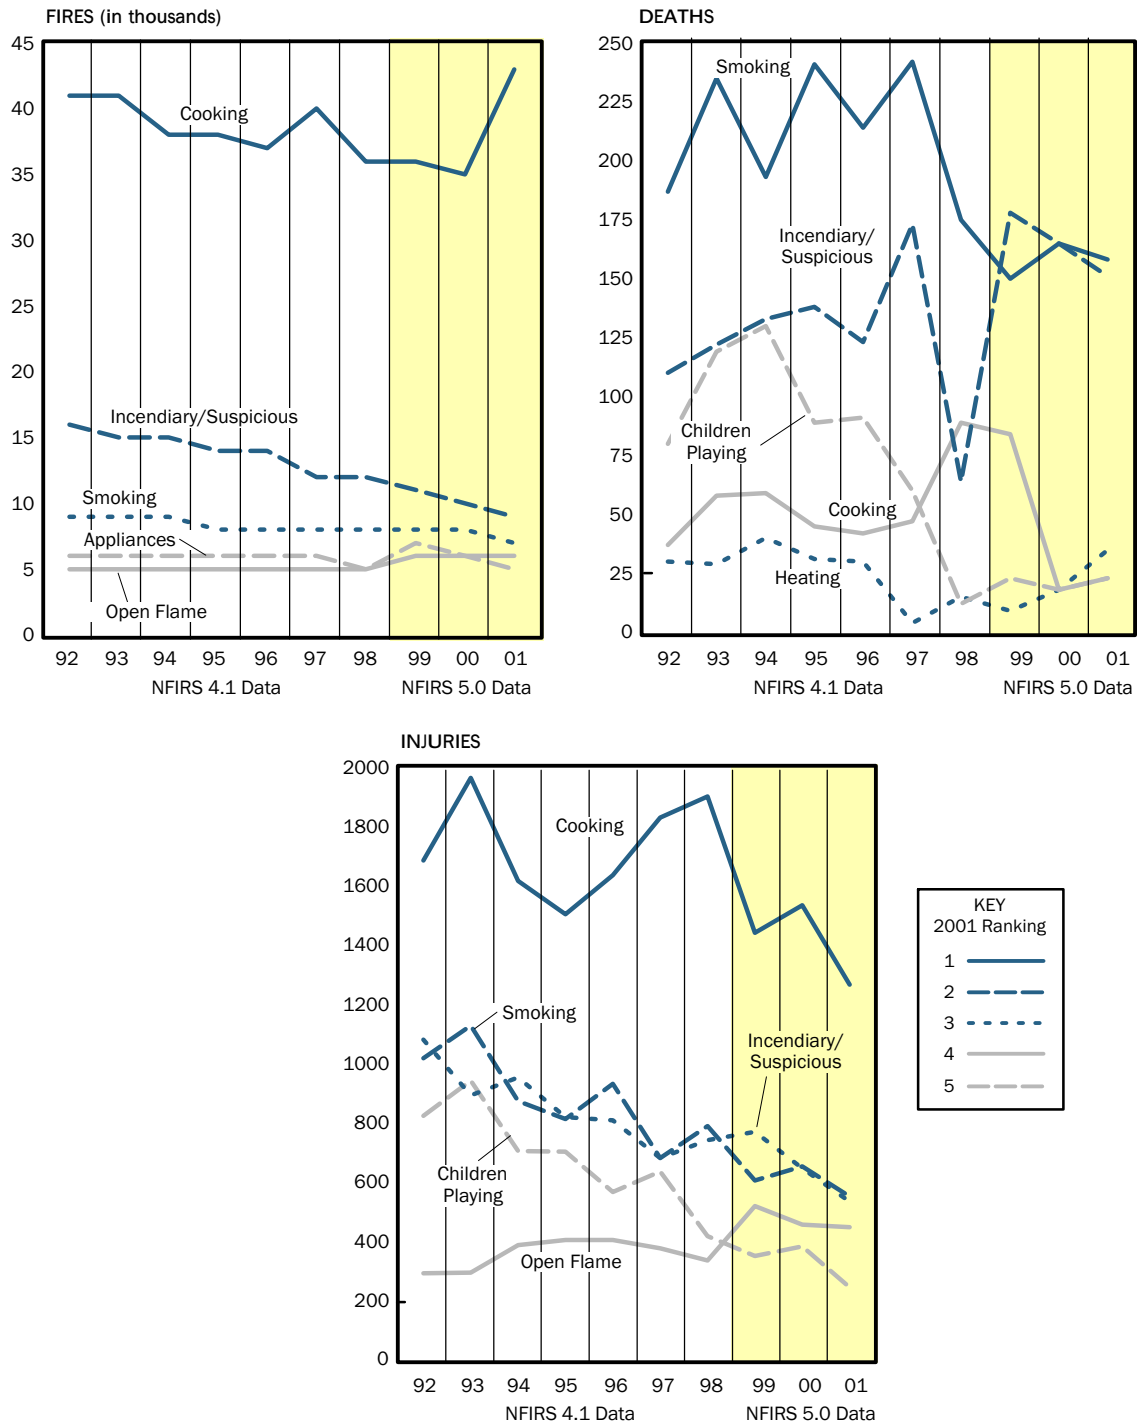 FIRES (in thousands)
45
40
35
30
25
20
15
10
5
0
Cooking
Incendiary/Suspicious
Smoking
Appliances
Open Flame
92 93 94 95 96 97 98 99 00 01
NFIRS 4.1 Data NFIRS 5.0 Data
DEATHS
250
225
200
175
150
125
100
75
50
25
0
Smoking
Incendiary/
Suspicious
Children
Playing
Cooking
Heating
92 93 94 95 96 97 98 99 00 01
NFIRS 4.1 Data NFIRS 5.0 Data
INJURIES
2000
1800
1600
1400
1200
1000
800
600
400
200
0
Cooking
Smoking
Incendiary/
Suspicious
Children
Playing
Open Flame
92 93 94 95 96 97 98 99 00 01
NFIRS 4.1 Data NFIRS 5.0 Data
KEY
2001 Ranking
1
2
3
4
5